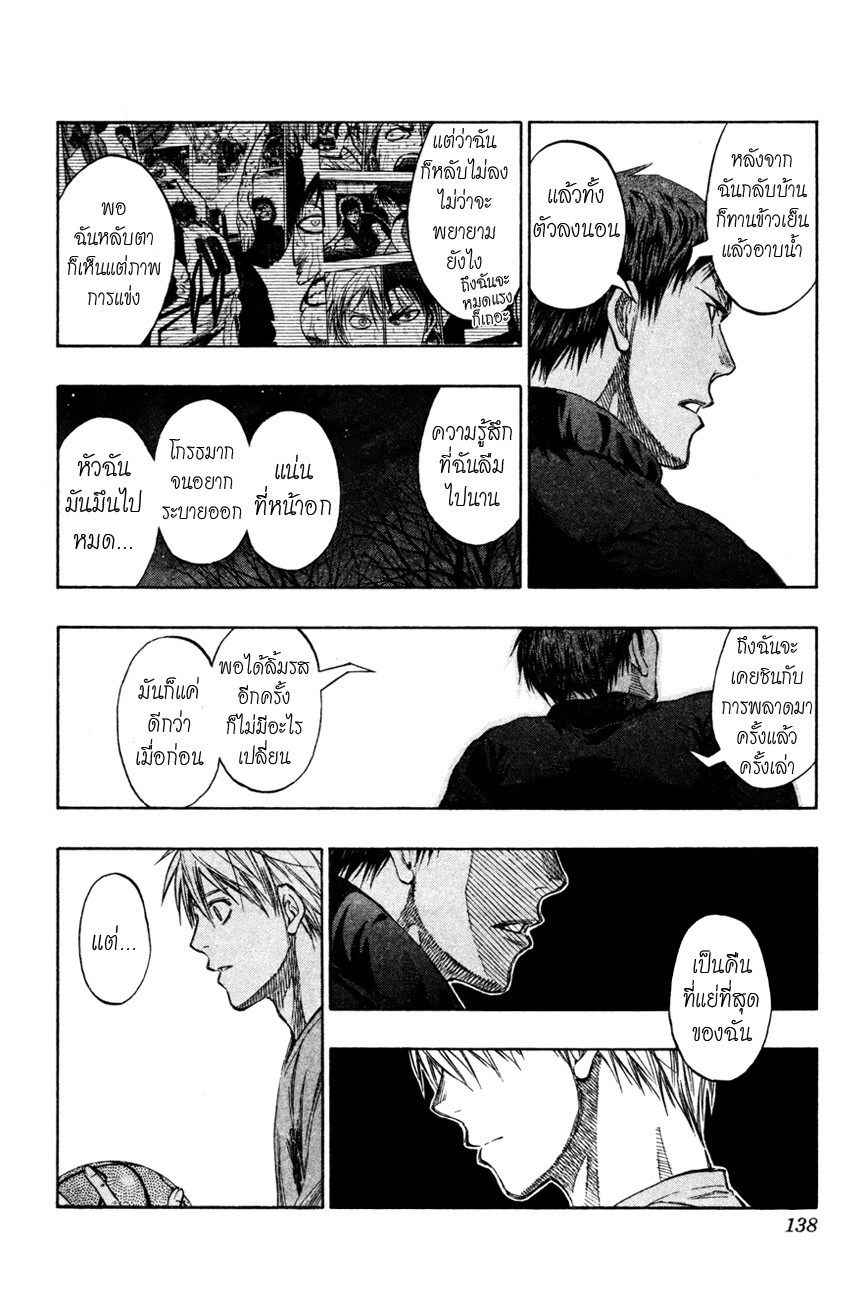 หลังจาก
ฉันกลับบ้าน
ก็ทานข้าวเย็น
แล้วอาบน้ำ
แล้วทั้ง
ตัวลงนอน
แต่ว่าฉัน
ก็หลับไม่ลง
ไม่ว่าจะ
พยายาม
ยังไง
ถึงฉันจะ
หมดแรง
ก็เถอะ
พอ
ฉันหลับตา
ก็เห็นแต่ภาพ
การแข่ง
ความรู้สึก
ที่ฉันลืม
ไปนาน
แน่น
ที่หน้าอก
โกรธมาก
จนอยาก
ระบายออก
หัวฉัน
มันมึนไป
หมด...
ถึงฉันจะ
เคยชินกับ
การพลาดมา
ครั้งแล้ว
ครั้งเล่า
พอได้ลิ้มรส
อีกครั้ง
ก็ไม่มีอะไร
เปลี่ยน
มันก็แค่
ดีกว่า
เมื่อก่อน
เป็นคืน
ที่แย่ที่สุด
ของฉัน
แต่...
138